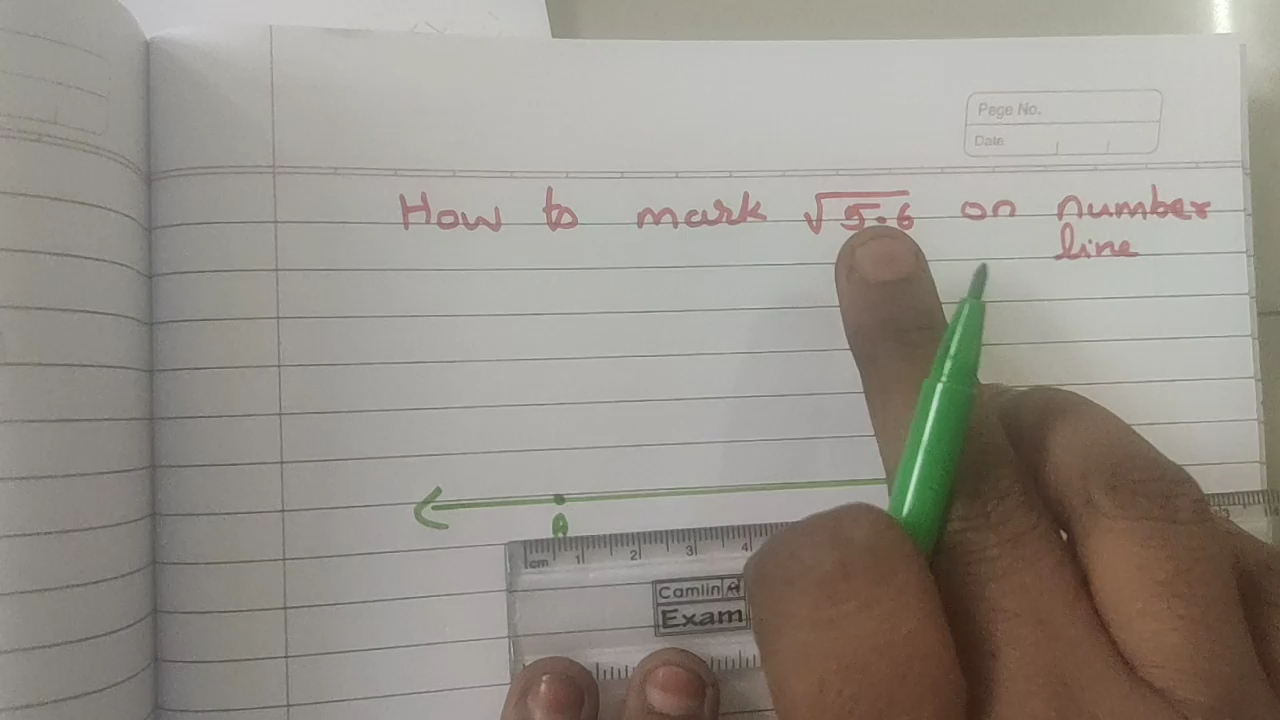 Page No.
Date
How to mark √5.6 on number
line
A
cm 1 2 3 4
Camlin
Exam